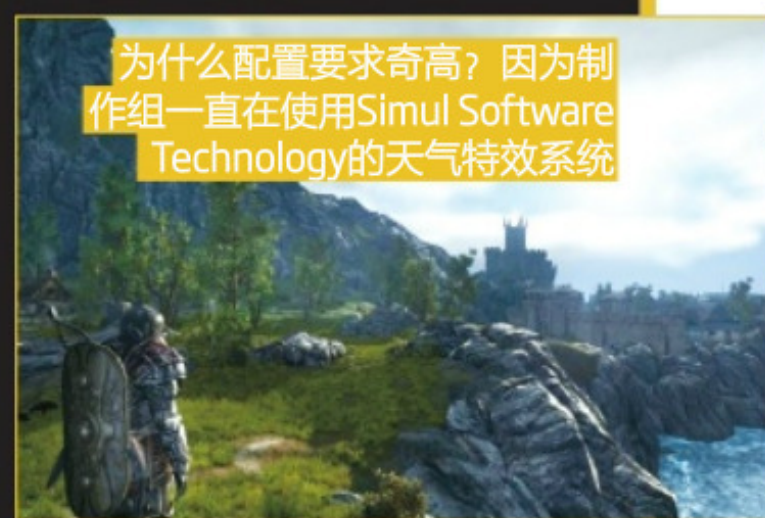 为什么配置要求奇高？因为制
作组一直在使用Simul Software
Technology的天气特效系统